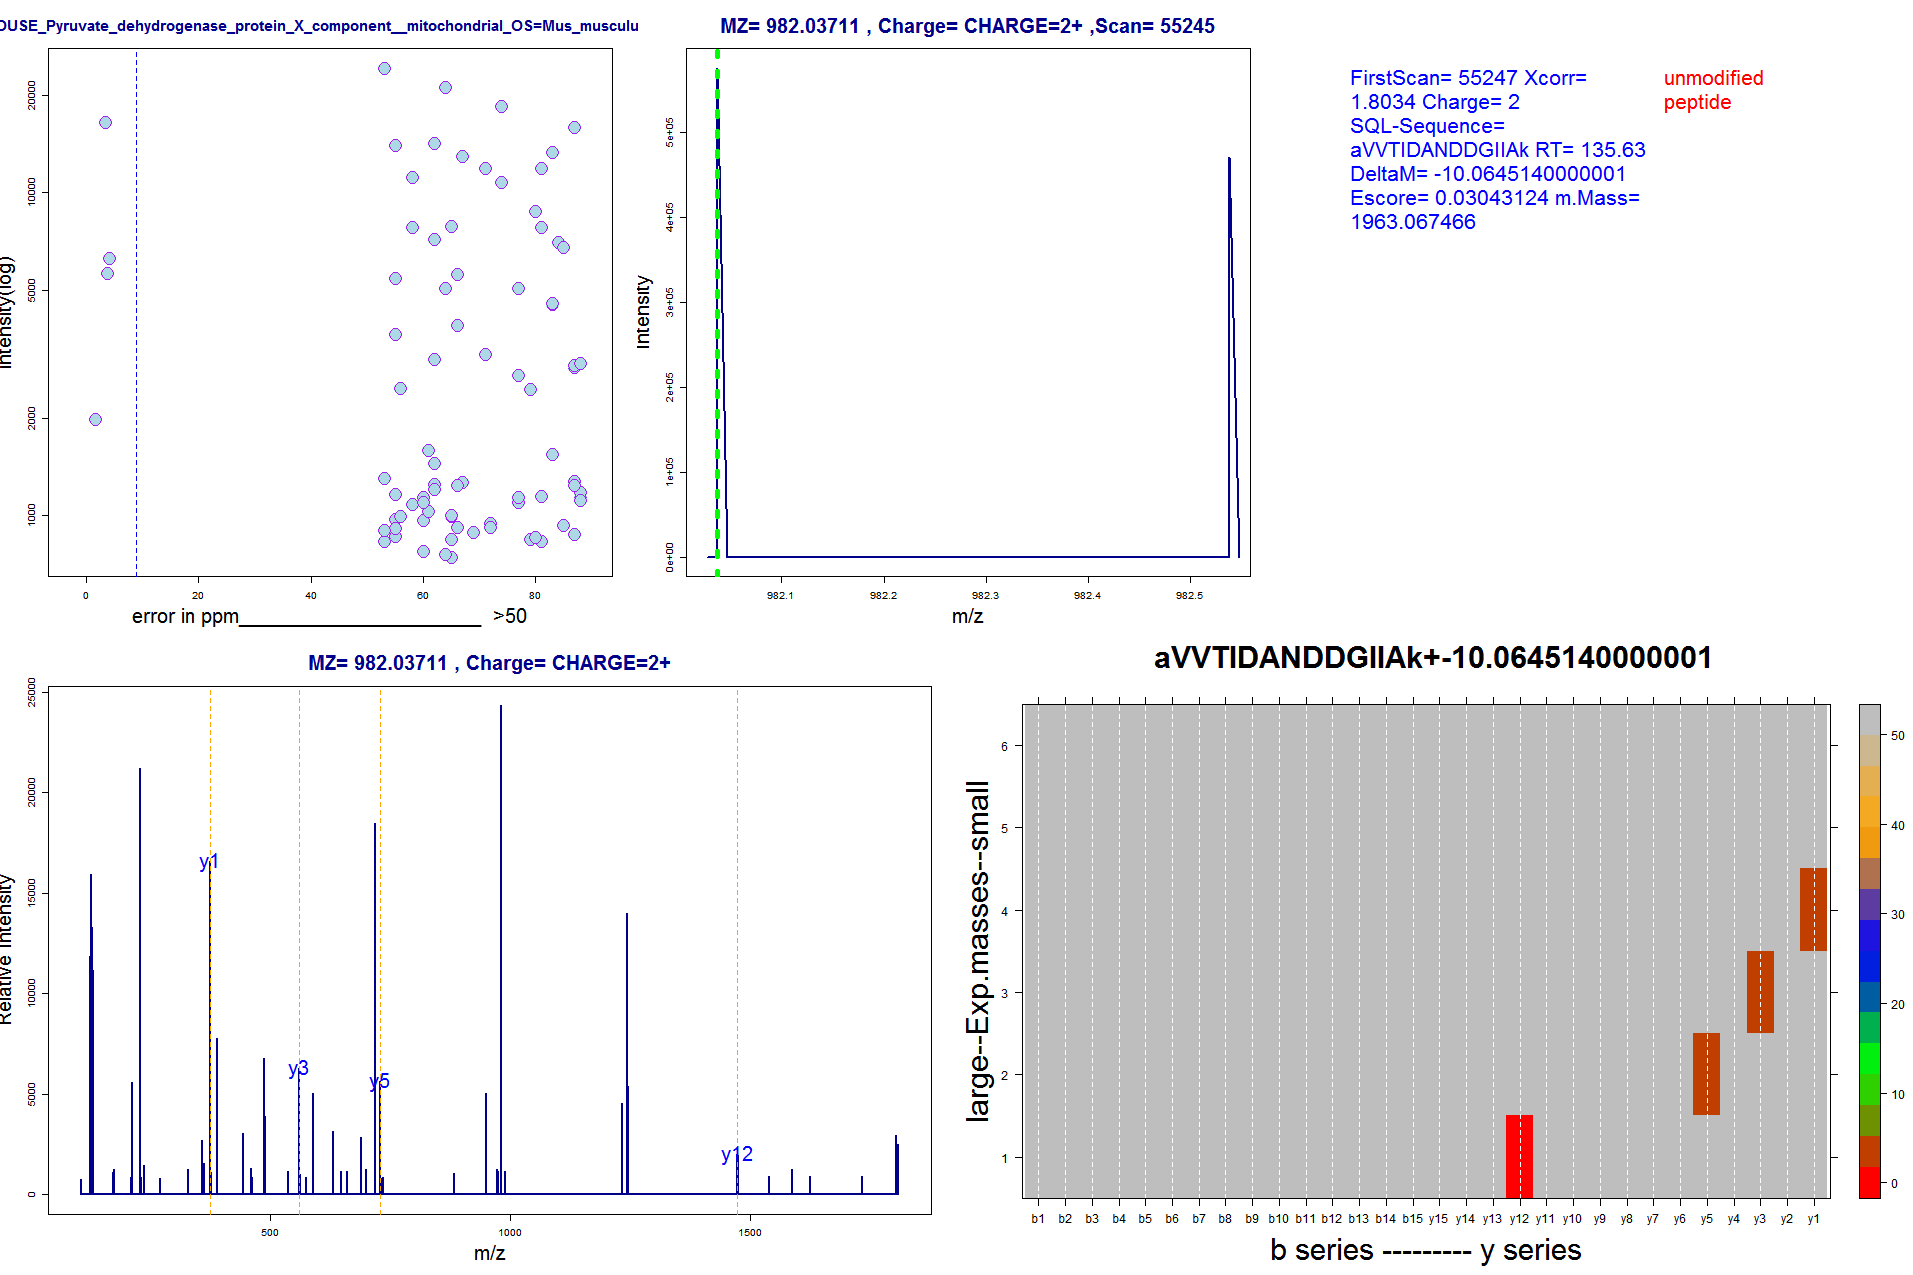 OUSE_Pyruvate_dehydrogenase_protein_X_component__mitochondrial_OS=Mus_musculu
Intensity(log)
20000
10000
5000
2000
1000
0
20
40
60
80
error in ppm______________________ >50
MZ= 982.03711 , Charge= CHARGE=2+ ,Scan= 55245
Intensity
5e+05
4e+05
3e+05
2e+05
1e+05
0e+00
982.1
982.2
982.3
982.4
982.5
m/z
FirstScan= 55247 Xcorr=
1.8034 Charge= 2
SQL-Sequence=
aVVTIDANDDGIIAk RT= 135.63
DeltaM= -10.0645140000001
Escore= 0.03043124 m.Mass=
1963.067466
unmodified
peptide
MZ= 982.03711 , Charge= CHARGE=2+
Relative Intensity
25000
20000
15000
10000
5000
0
y1
y3
y5
y12
500
1000
1500
m/z
aVVTIDANDDGIIAk+-10.0645140000001
large--Exp.masses--small
6
5
4
3
2
1
b1 b2 b3 b4 b5 b6 b7 b8 b9 b10 b11 b12 b13 b14 b15 y15 y14 y13 y12 y11 y10 y9 y8 y7 y6 y5 y4 y3 y2 y1
b series --------- y series
50
40
30
20
10
0